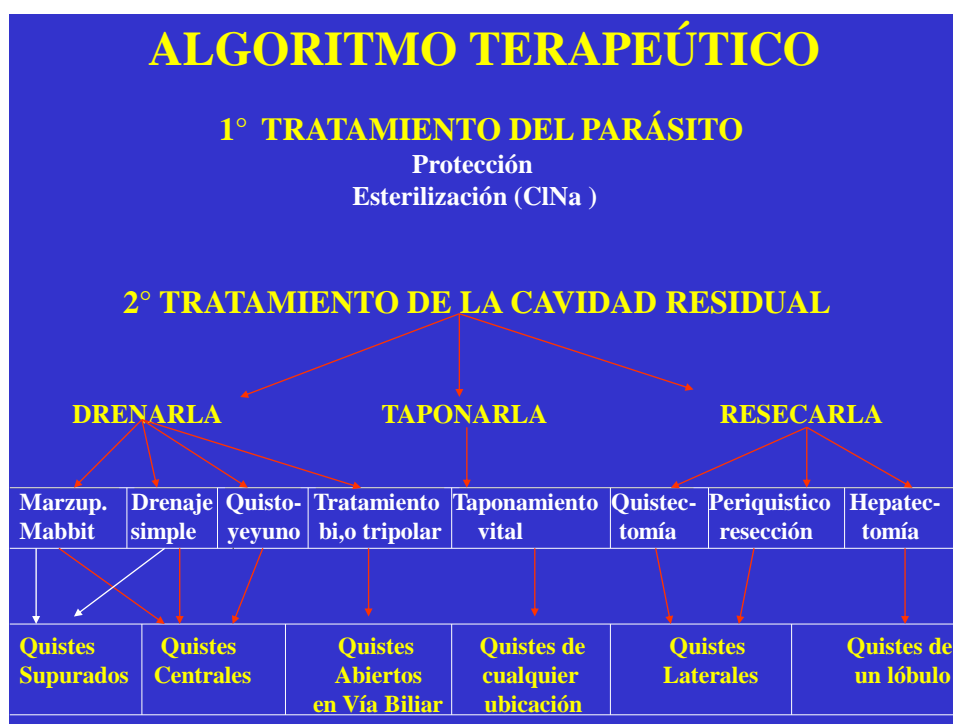 ALGORITMO TERAPEÚTICO
1° TRATAMIENTO DEL PARÁSITO
Protección
Esterilización (ClNa )
2° TRATAMIENTO DE LA CAVIDAD RESIDUAL
DRENARLA
TAPONARLA
RESECARLA
Marzup.
Mabbit
Drenaje
simple
Quisto-
yeyuno
Tratamiento
bi,o tripolar
Taponamiento
vital
Quistec-
tomía
Periquistico
resección
Hepatec-
tomía
Quistes
Supurados
Quistes
Centrales
Quistes
Abiertos
en Vía Biliar
Quistes de
cualquier
ubicación
Quistes
Laterales
Quistes de
un lóbulo